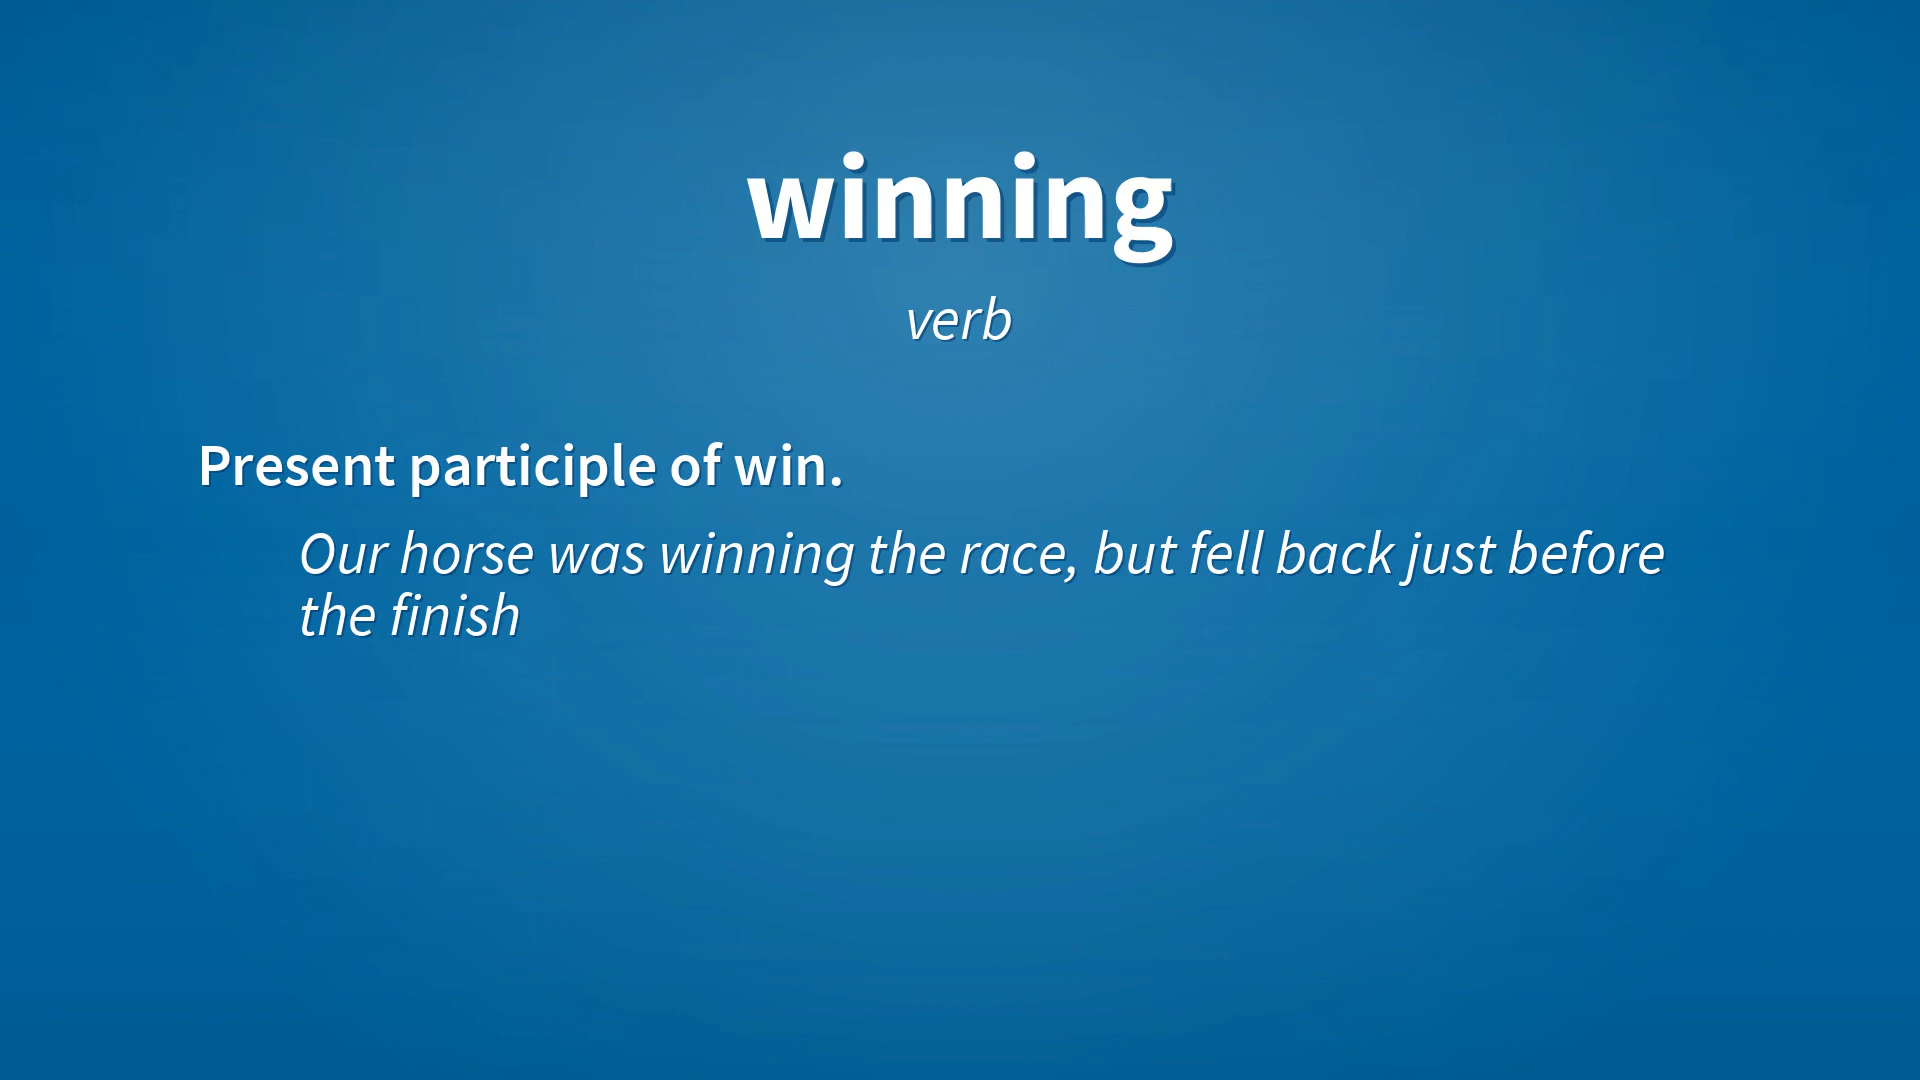 winning
verb
Present participle of win.
Our horse was winning the race, but fell back just before
the finish